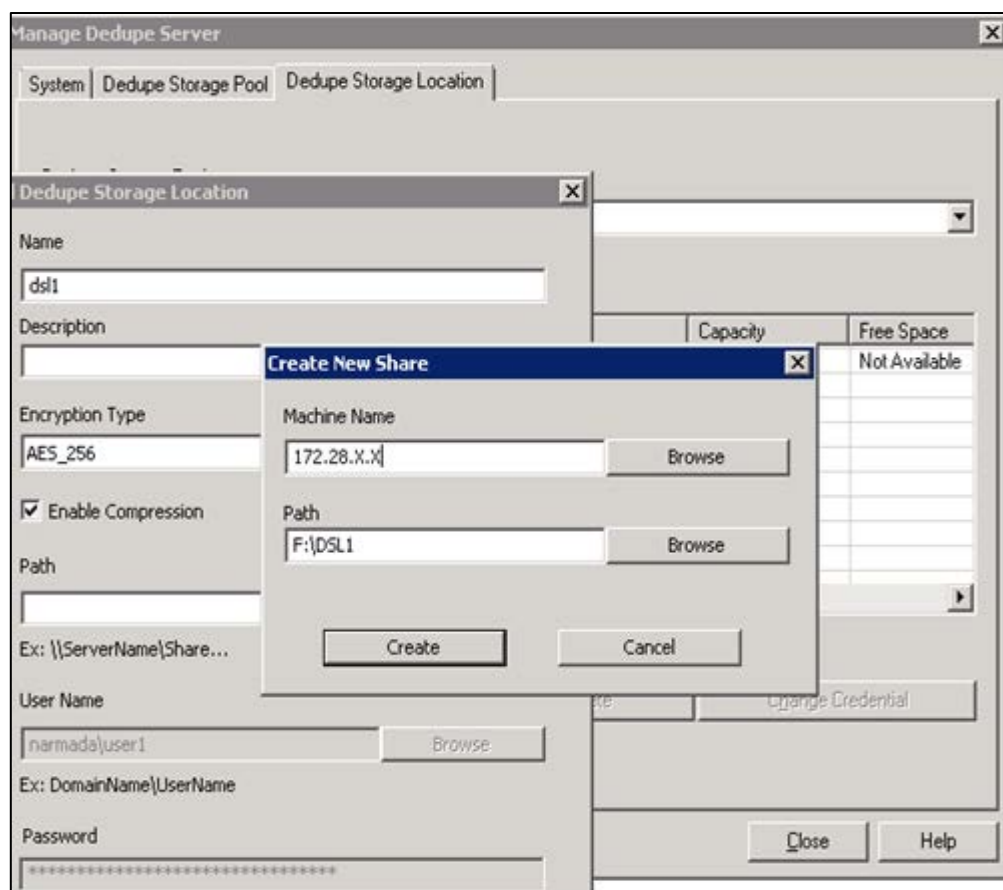 Manage Dedupe Server
System
Dedupe Storage Pool
Dedupe Storage Location
Dedupe Storage Location
Name
dsl1
Description
Capacity
Free Space
Not Available
Encryption Type
AES_256
Enable Compression
Path
Ex: \\ServerName\Share...
Create New Share
Machine Name
172.28.X.X
Browse
Path
F:\DSL1
Browse
Create
Cancel
User Name
narmada\user1
Browse
Change Credential
Ex: DomainName\UserName
Password
*********************************
Close
Help